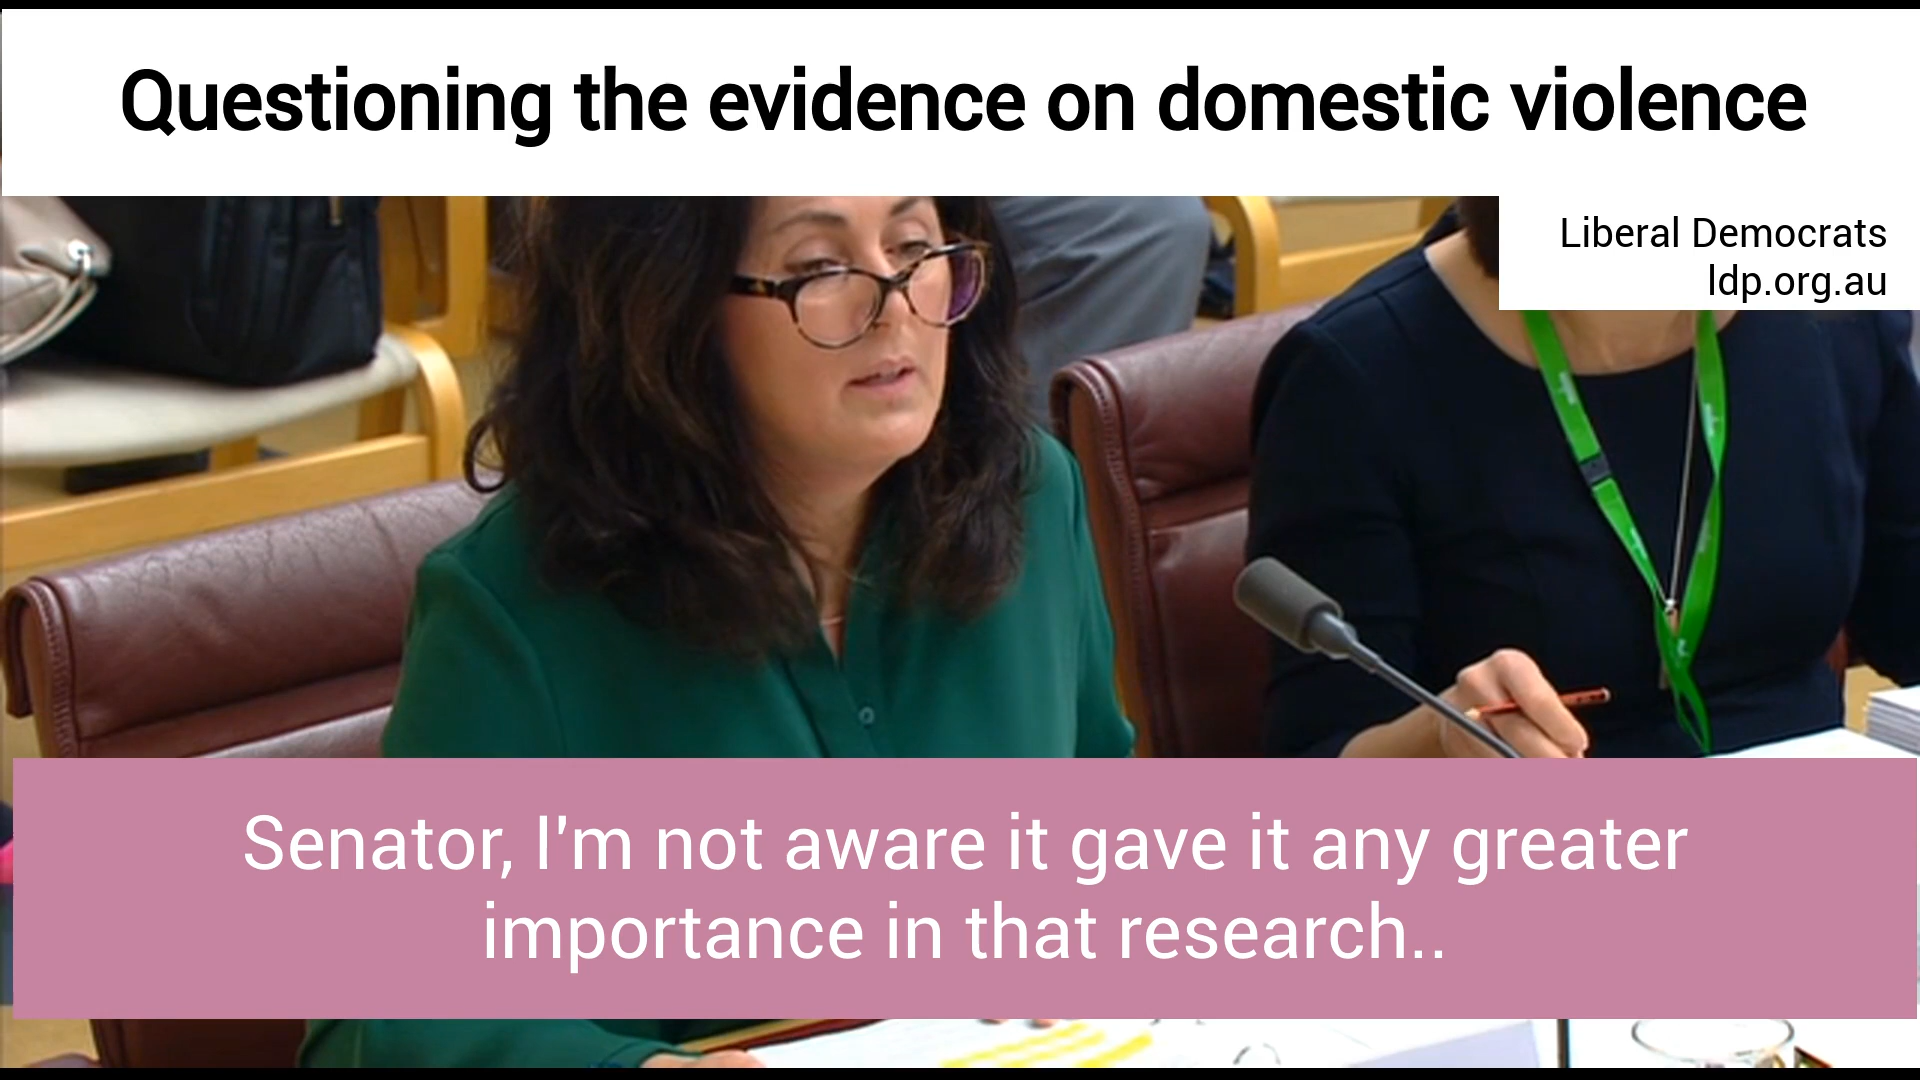 Questioning the evidence on domestic violence
Liberal Democrats
ldp.org.au
Senator, I'm not aware it gave it any greater
importance in that research..